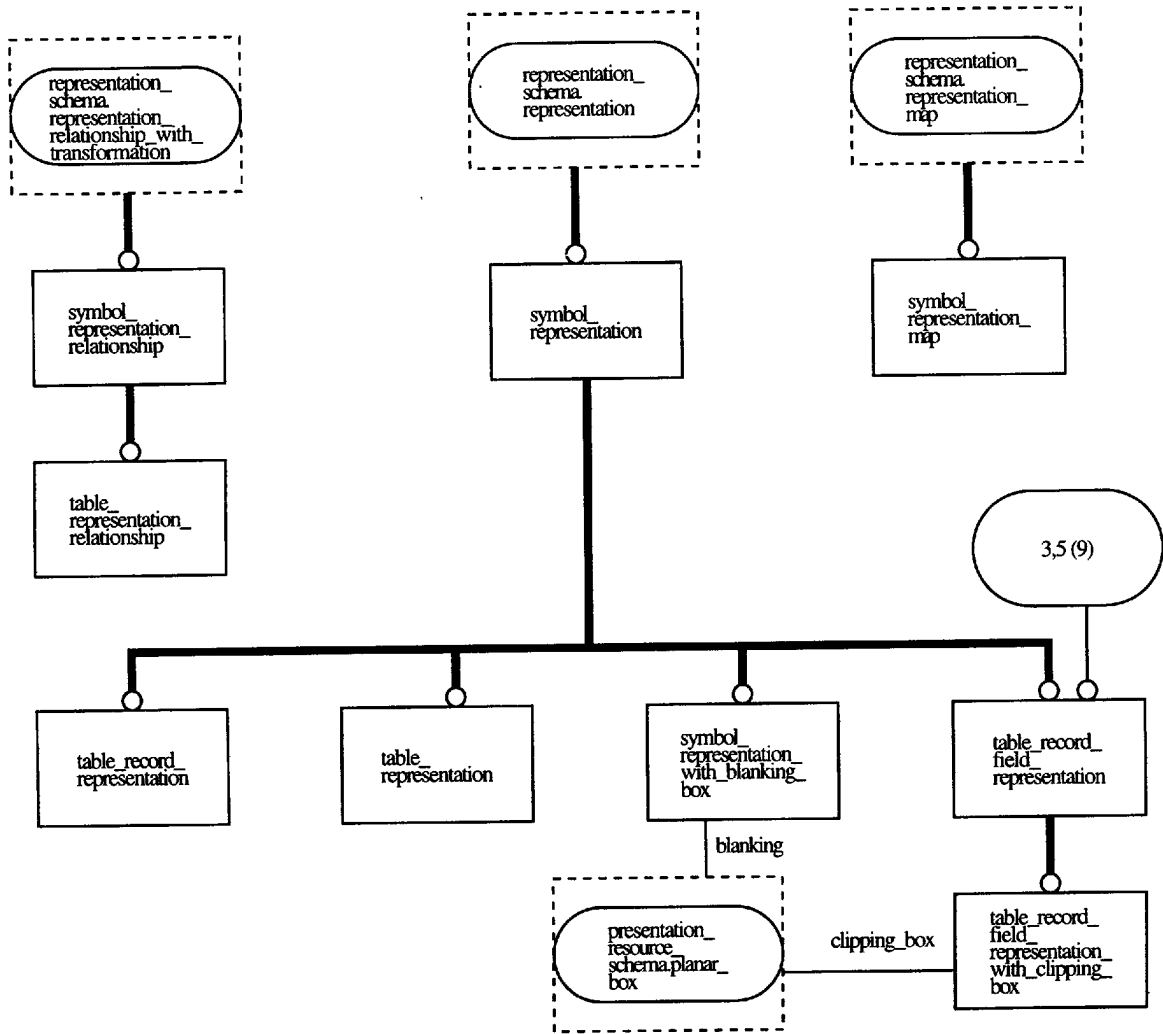 representation_
schema.
representation_
relationship_with_
transformation
representation_
schema.
representation
representation_
schema.
representation_
map
symbol_
representation_
relationship
symbol_
representation
symbol_
representation_
map
table_
representation_
relationship
3,5 (9)
table_record_
representation
table_
representation
symbol_
representation_
with_blanking_
box
table_record_
field_
representation
blanking
presentation_
resource_
schema.planar_
box
clipping_box
table_record_
field_
representation_
with_clipping_
box